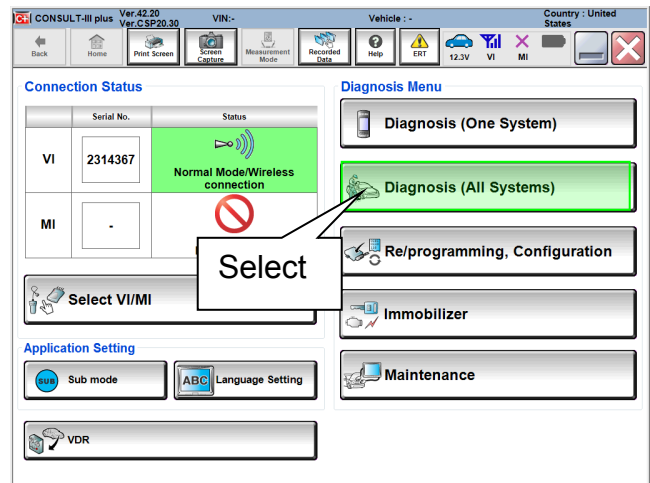 CONSULT-III plus
Ver.42.20
Ver.CSP20.30
VIN:-
Vehicle : -
Country : United
States
Back
Home
Print Screen
Screen
Capture
Measurement
Mode
Recorded
Data
Help
ERT
12.3V
VI
MI
Connection Status
Serial No.
Status
VI
2314367
Normal Mode/Wireless
connection
MI
-
Select VI/MI
Application Setting
SUB
Sub mode
ABC
Language Setting
VDR
Diagnosis Menu
Diagnosis (One System)
Diagnosis (All Systems)
Re/programming, Configuration
Immobilizer
Maintenance
Select